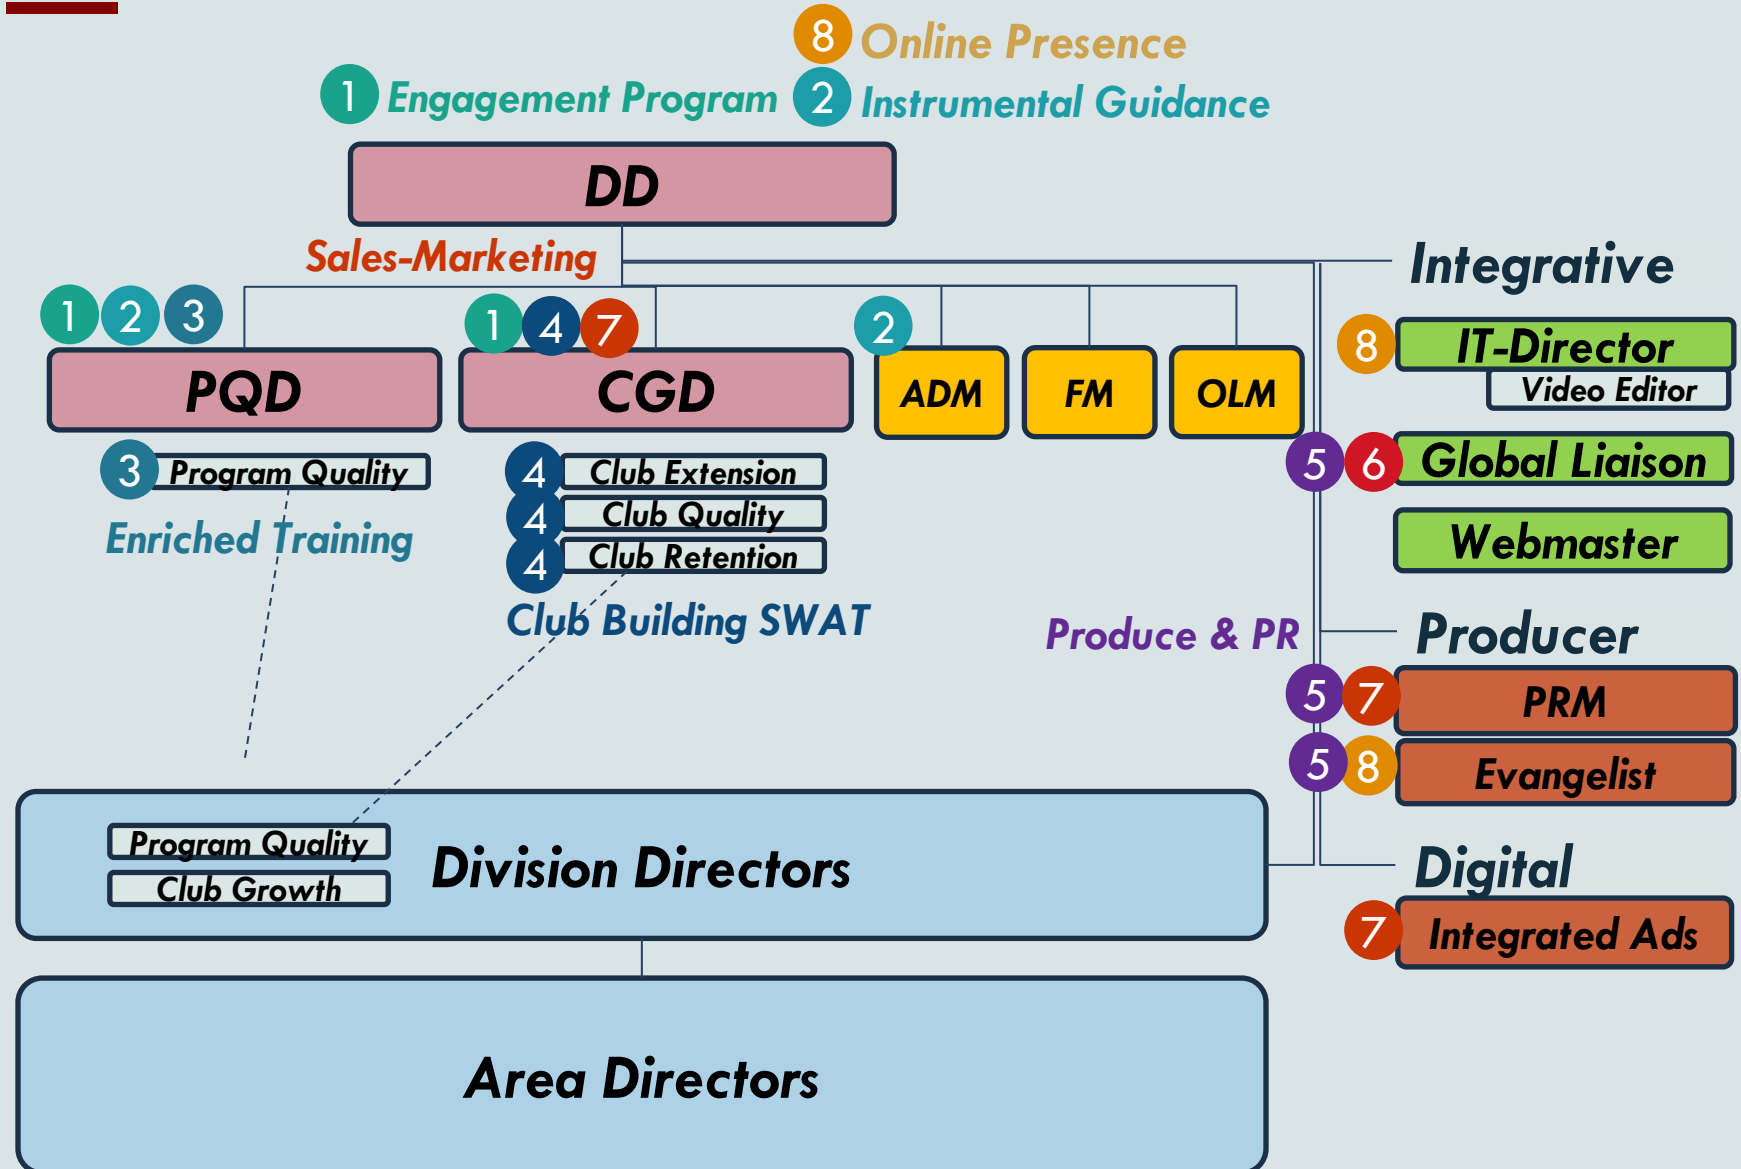 8 Online Presence
1 Engagement Program 2 Instrumental Guidance
DD
Sales-Marketing
Integrative
1 2 3
1 4 7
2
8 IT-Director
Video Editor
PQD
CGD
ADM
FM
OLM
3 Program Quality
4 Club Extension
5 6 Global Liaison
4 Club Quality
Enriched Training
4 Club Retention
Webmaster
Club Building SWAT
Produce & PR
Producer
5 7 PRM
5 8 Evangelist
Program Quality
Club Growth
Division Directors
Digital
7 Integrated Ads
Area Directors